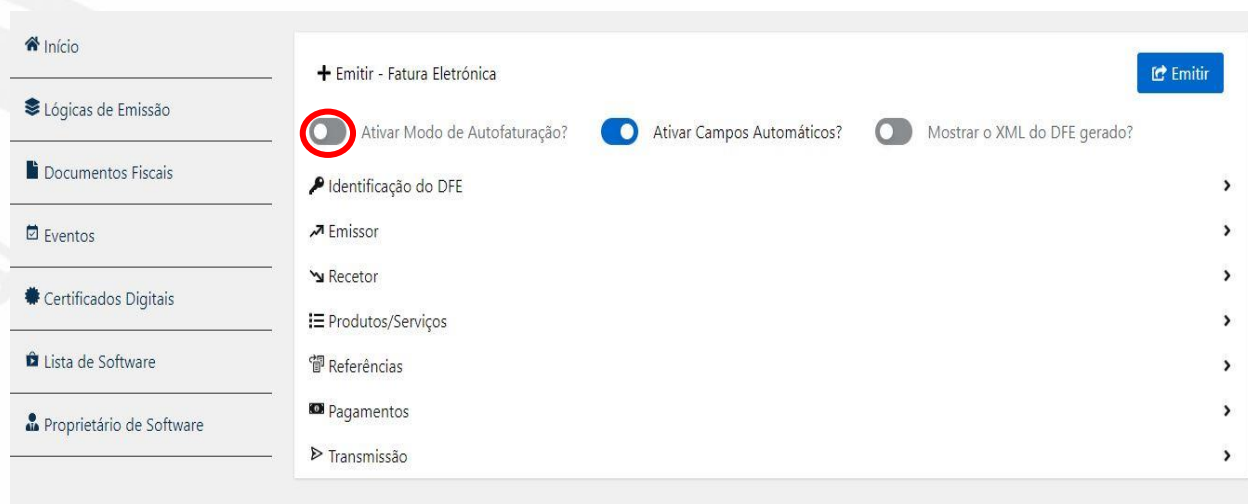 Início
Lógicas de Emissão
Documentos Fiscais
Eventos
Certificados Digitais
Lista de Software
Proprietário de Software
Emitir - Fatura Eletrónica
Emitir
Ativar Modo de Autofaturação? Ativar Campos Automáticos? Mostrar o XML do DFE gerado?
Identificação do DFE
Emissor
Recetor
Produtos/Serviços
Referências
Pagamentos
Transmissão